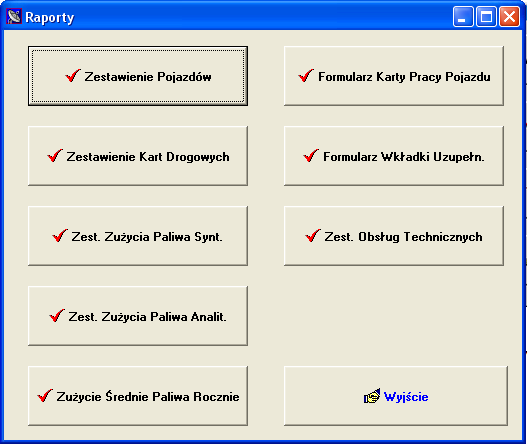 Raporty
Zestawienie Pojazdów
Formularz Karty Pracy Pojazdu
Zestawienie Kart Drogowych
Formularz Wkładki Uzupełn.
Zest. Zużycia Paliwa Synt.
Zest. Obsług Technicznych
Zest. Zużycia Paliwa Analit.
Zużycie Średnie Paliwa Rocznie
Wyjście